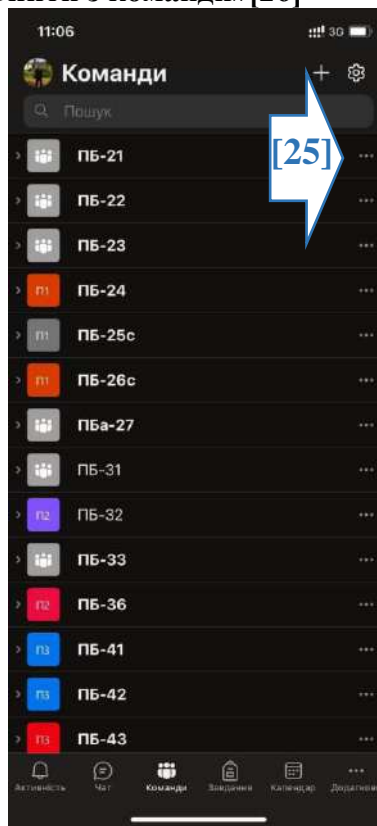 11:06 3G
Команди
Пошук
[25]
ПБ-21
ПБ-22
ПБ-23
П1 ПБ-24
П1 ПБ-25с
П1 ПБ-26с
ПБа-27
ПБ-31
П2 ПБ-32
ПБ-33
П2 ПБ-36
П3 ПБ-41
П3 ПБ-42
П3 ПБ-43
Активність Чат Команди Завдання Календар